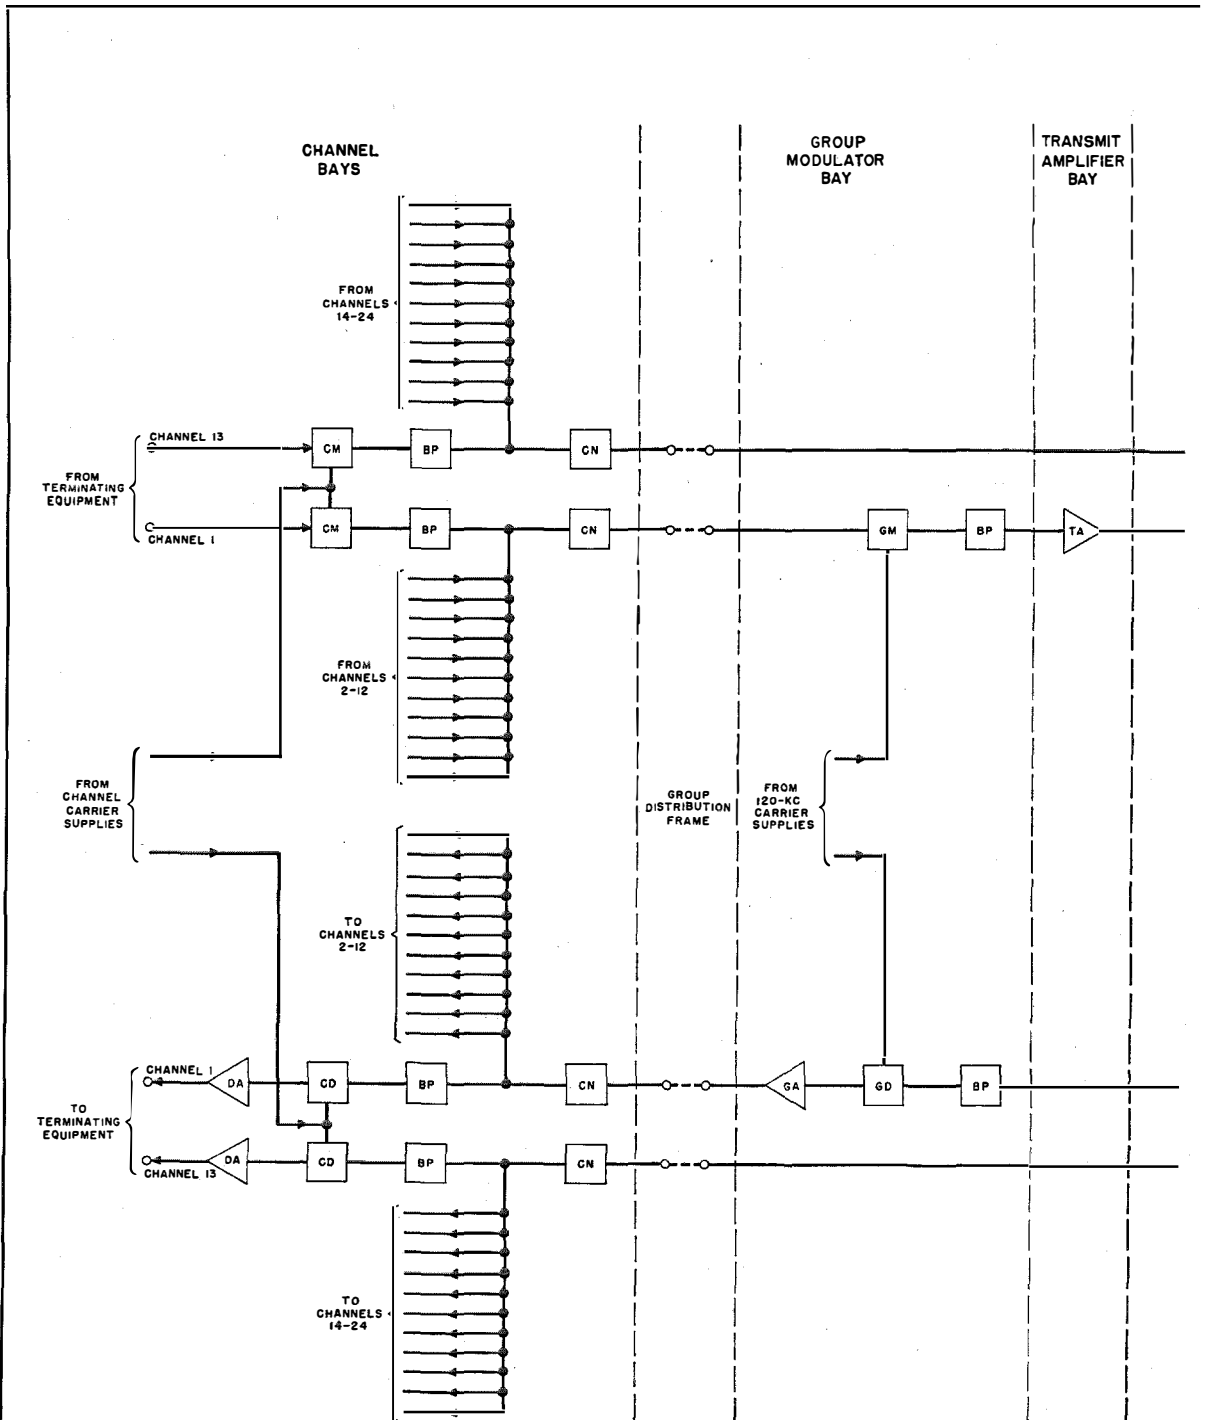 CHANNEL
BAYS
GROUP
MODULATOR
BAY
TRANSMIT
AMPLIFIER
BAY
FROM
CHANNELS
14-24
CHANNEL 13
CM
BP
CN
FROM
TERMINATING
EQUIPMENT
CHANNEL 1
CM
BP
CN
GM
BP
TA
FROM
CHANNELS
2-12
FROM
CHANNEL
CARRIER
SUPPLIES
GROUP
DISTRIBUTION
FRAME
FROM
120-KC
CARRIER
SUPPLIES
TO
CHANNELS
2-12
CHANNEL 1
DA
CD
BP
CN
GA
GD
BP
TO
TERMINATING
EQUIPMENT
DA
CD
BP
CN
CHANNEL 13
TO
CHANNELS
14-24